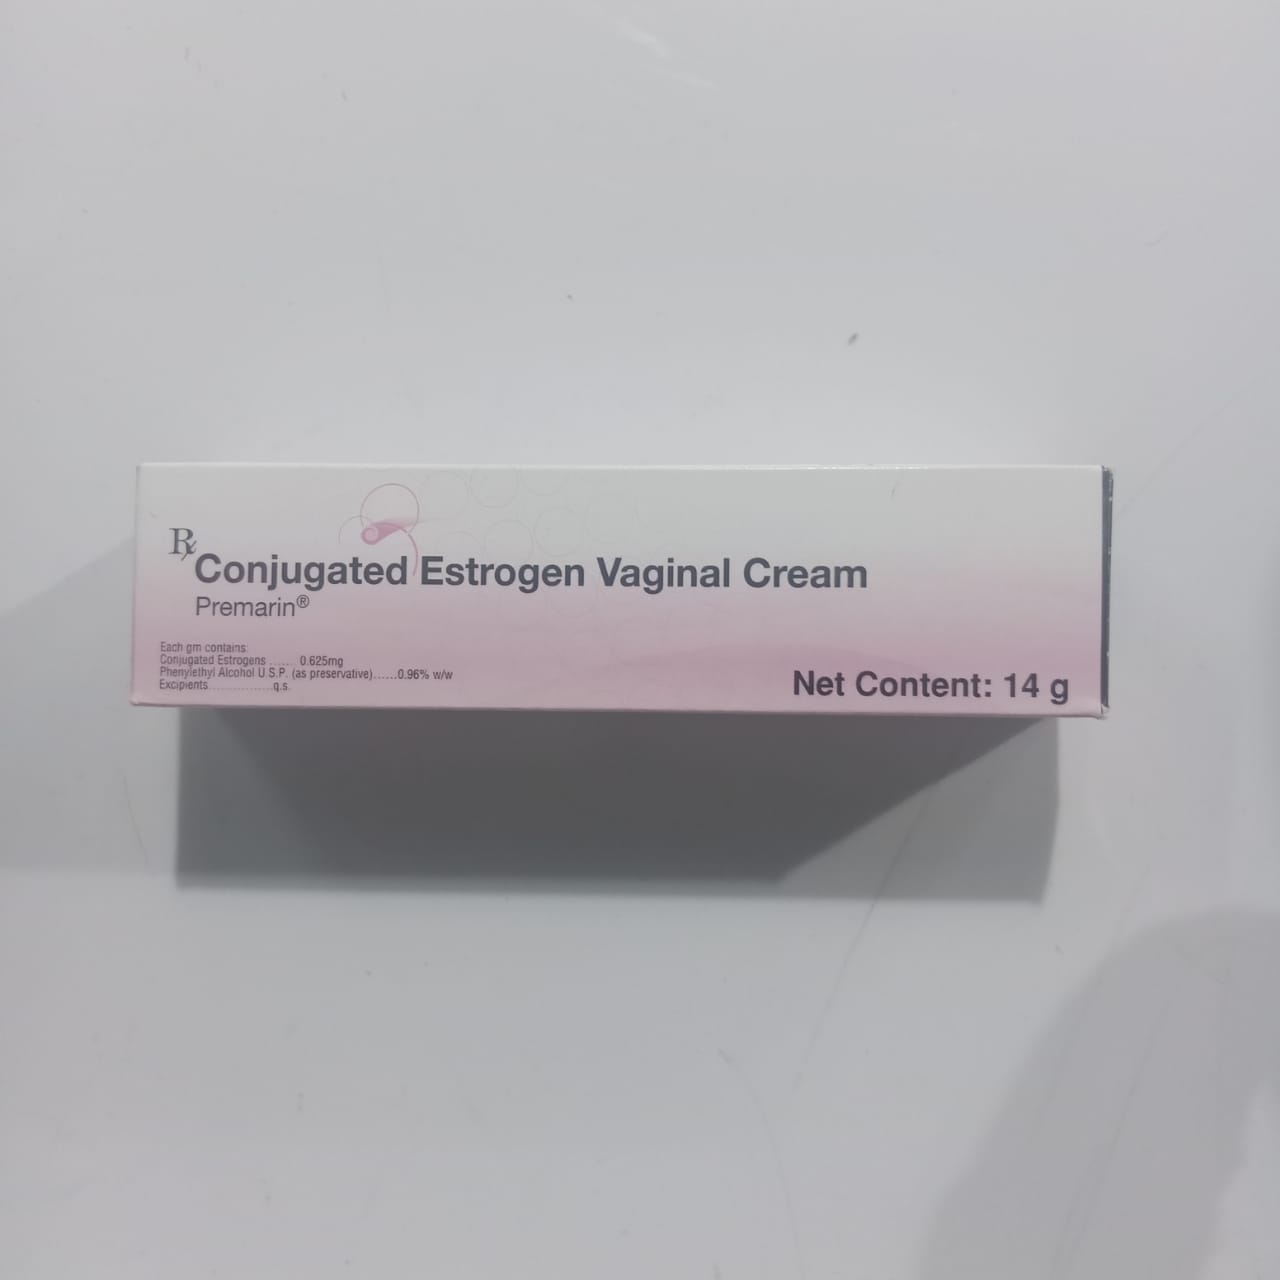 Rx
Conjugated Estrogen Vaginal Cream
Premarin®
Each gm contains:
Conjugated Estrogens ...... 0.625mg
Phenylethyl Alcohol U S.P. (as preservative)......0.96% w/w
Excipients................q.s.
Net Content: 14 g